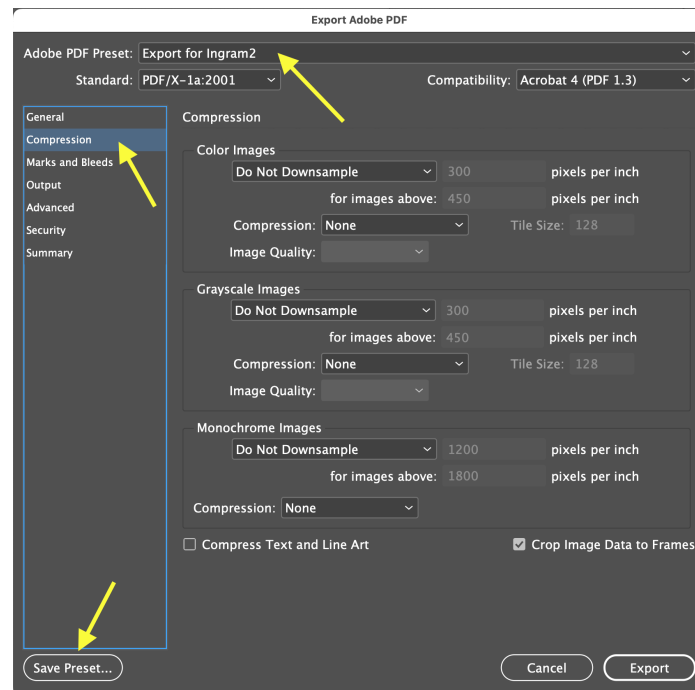 Export Adobe PDF
Adobe PDF Preset: Export for Ingram2
Standard: PDF/X-1a:2001 Compatibility: Acrobat 4 (PDF 1.3)
General
Compression
Marks and Bleeds
Output
Advanced
Security
Summary
Compression
Color Images
Do Not Downsample 300 pixels per inch
for images above: 450 pixels per inch
Compression: None Tile Size: 128
Image Quality:
Grayscale Images
Do Not Downsample 300 pixels per inch
for images above: 450 pixels per inch
Compression: None Tile Size: 128
Image Quality:
Monochrome Images
Do Not Downsample 1200 pixels per inch
for images above: 1800 pixels per inch
Compression: None
Compress Text and Line Art Crop Image Data to Frames
Save Preset... Cancel Export